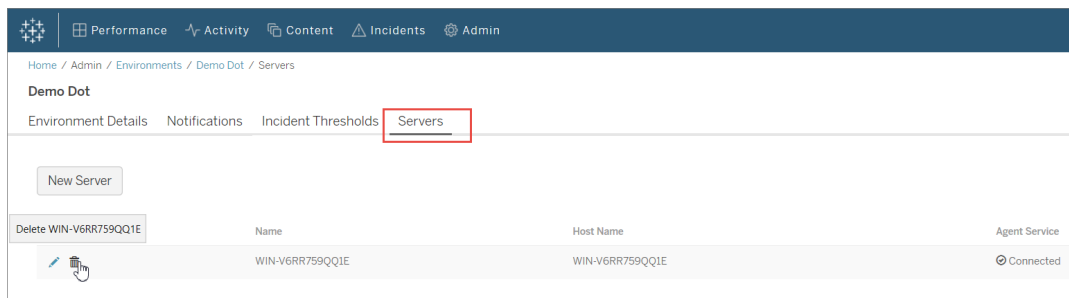 Performance Activity Content Incidents Admin
Home / Admin / Environments / Demo Dot / Servers
Demo Dot
Environment Details Notifications Incident Thresholds Servers
New Server
Delete WIN-V6RR759QQ1E Name Host Name Agent Service
WIN-V6RR759QQ1E WIN-V6RR759QQ1E Connected